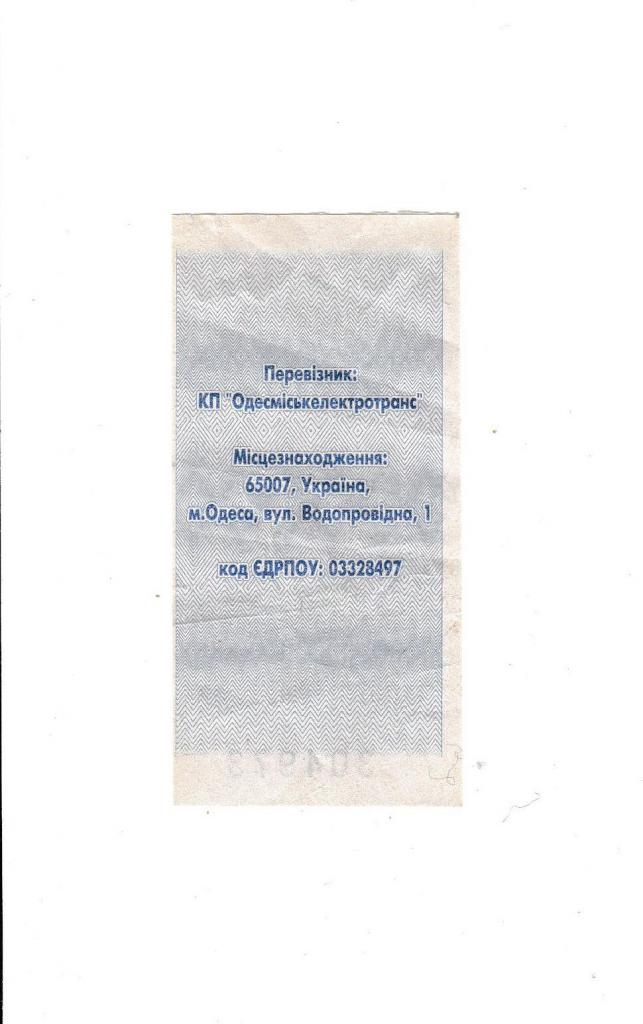 Перевізник:
КП "Одесміськелектротранс"
Місцезнаходження:
65007, Україна,
м.Одеса, вул. Водопровідна, 1
код ЄДРПОУ: 03328497